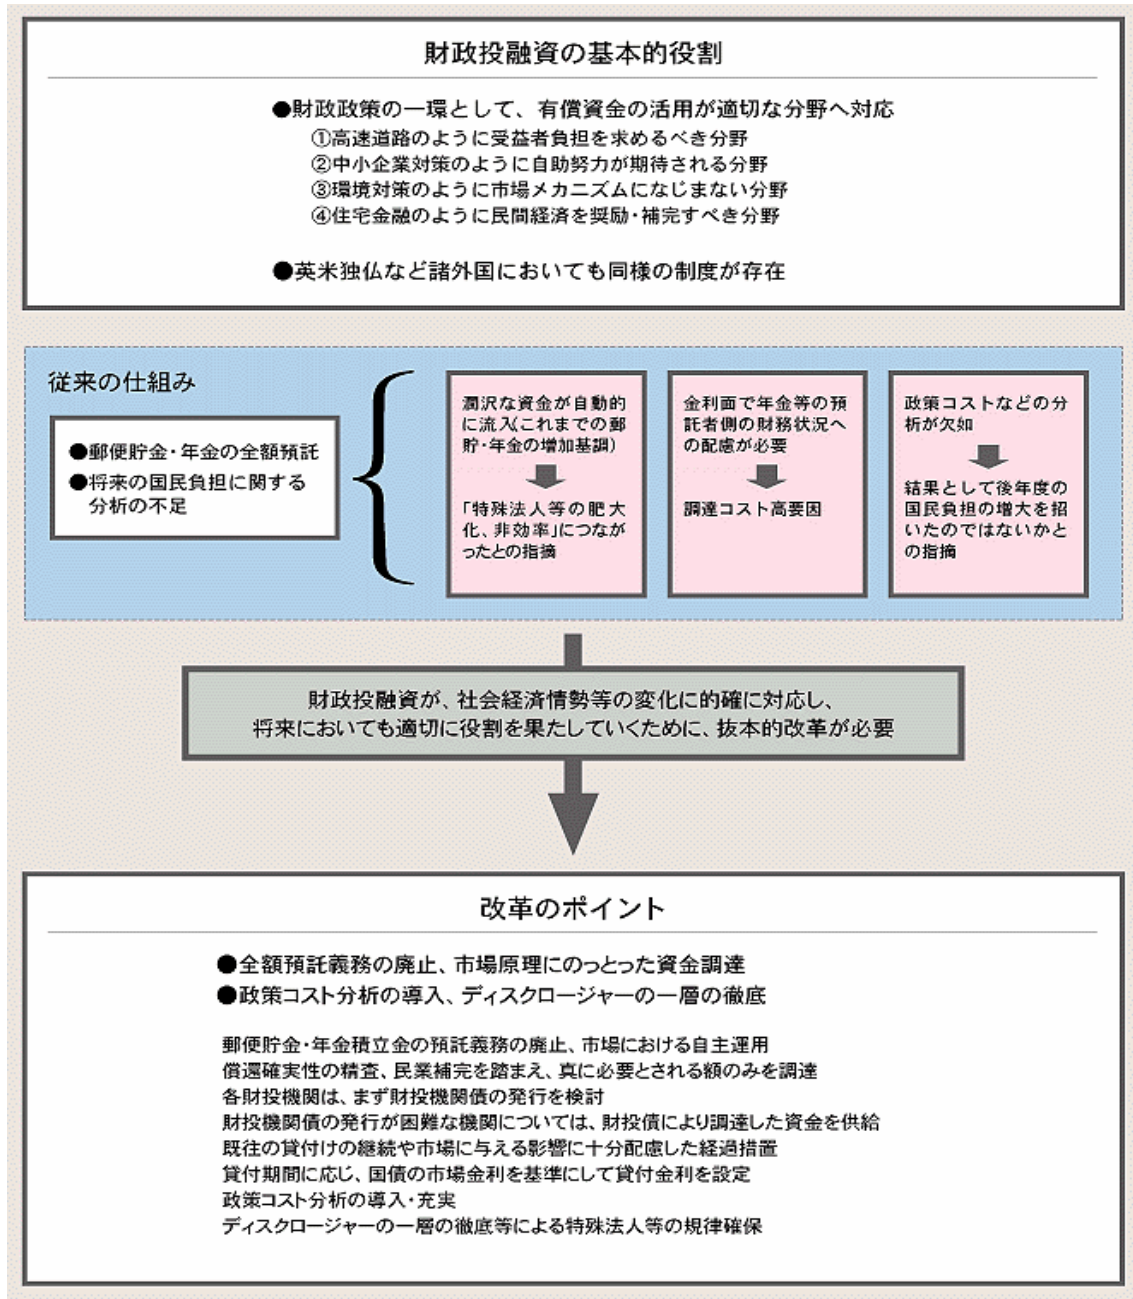 財政投融資の基本的役割
●財政政策の一環として、有償資金の活用が適切な分野へ対応
①高速道路のように受益者負担を求めるべき分野
②中小企業対策のように自助努力が期待される分野
③環境対策のように市場メカニズムになじまない分野
④住宅金融のように民間経済を奨励・補完すべき分野
●英米独仏など諸外国においても同様の制度が存在
従来の仕組み
●郵便貯金・年金の全額預託
●将来の国民負担に関する
分析の不足
潤沢な資金が自動的
に流入(これまでの郵
貯・年金の増加基調)
「特殊法人等の肥大
化、非効率」につなが
ったとの指摘
金利面で年金等の預
託者側の財務状況へ
の配慮が必要
調達コスト高要因
政策コストなどの分
析が欠如
結果として後年度の
国民負担の増大を招
いたのではないかと
の指摘
財政投融資が、社会経済情勢等の変化に的確に対応し、
将来においても適切に役割を果たしていくために、抜本的改革が必要
改革のポイント
●全額預託義務の廃止、市場原理にのっとった資金調達
●政策コスト分析の導入、ディスクロージャーの一層の徹底
郵便貯金・年金積立金の預託義務の廃止、市場における自主運用
償還確実性の精査、民業補完を踏まえ、真に必要とされる額のみを調達
各財投機関は、まず財投機関債の発行を検討
財投機関債の発行が困難な機関については、財投債により調達した資金を供給
既往の貸付けの継続や市場に与える影響に十分配慮した経過措置
貸付期間に応じ、国債の市場金利を基準にして貸付金利を設定
政策コスト分析の導入・充実
ディスクロージャーの一層の徹底等による特殊法人等の規律確保